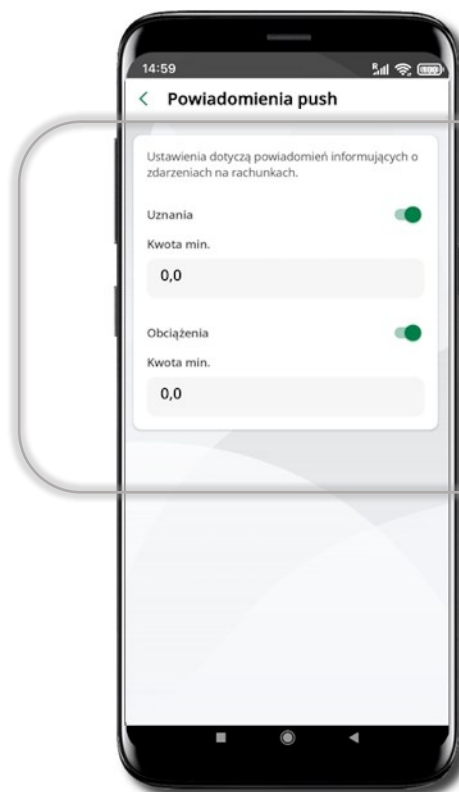 14:59
R
Powiadomienia push
Ustawienia dotyczą powiadomień informujących o
zdarzeniach na rachunkach.
Uznania
Kwota min.
0,0
Obciążenia
Kwota min.
0,0